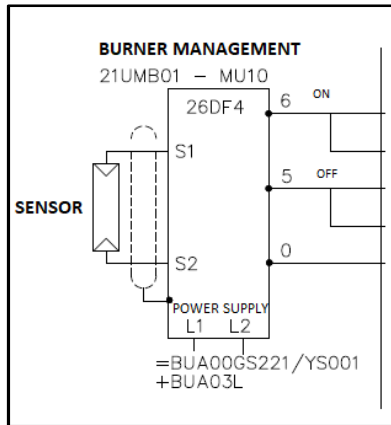 BURNER MANAGEMENT
21UMB01 - MU10
26DF4
6 ON
S1
5 OFF
SENSOR
S2
0
POWER SUPPLY
L1 L2
=BUA00GS221/YS001
+BUA03L